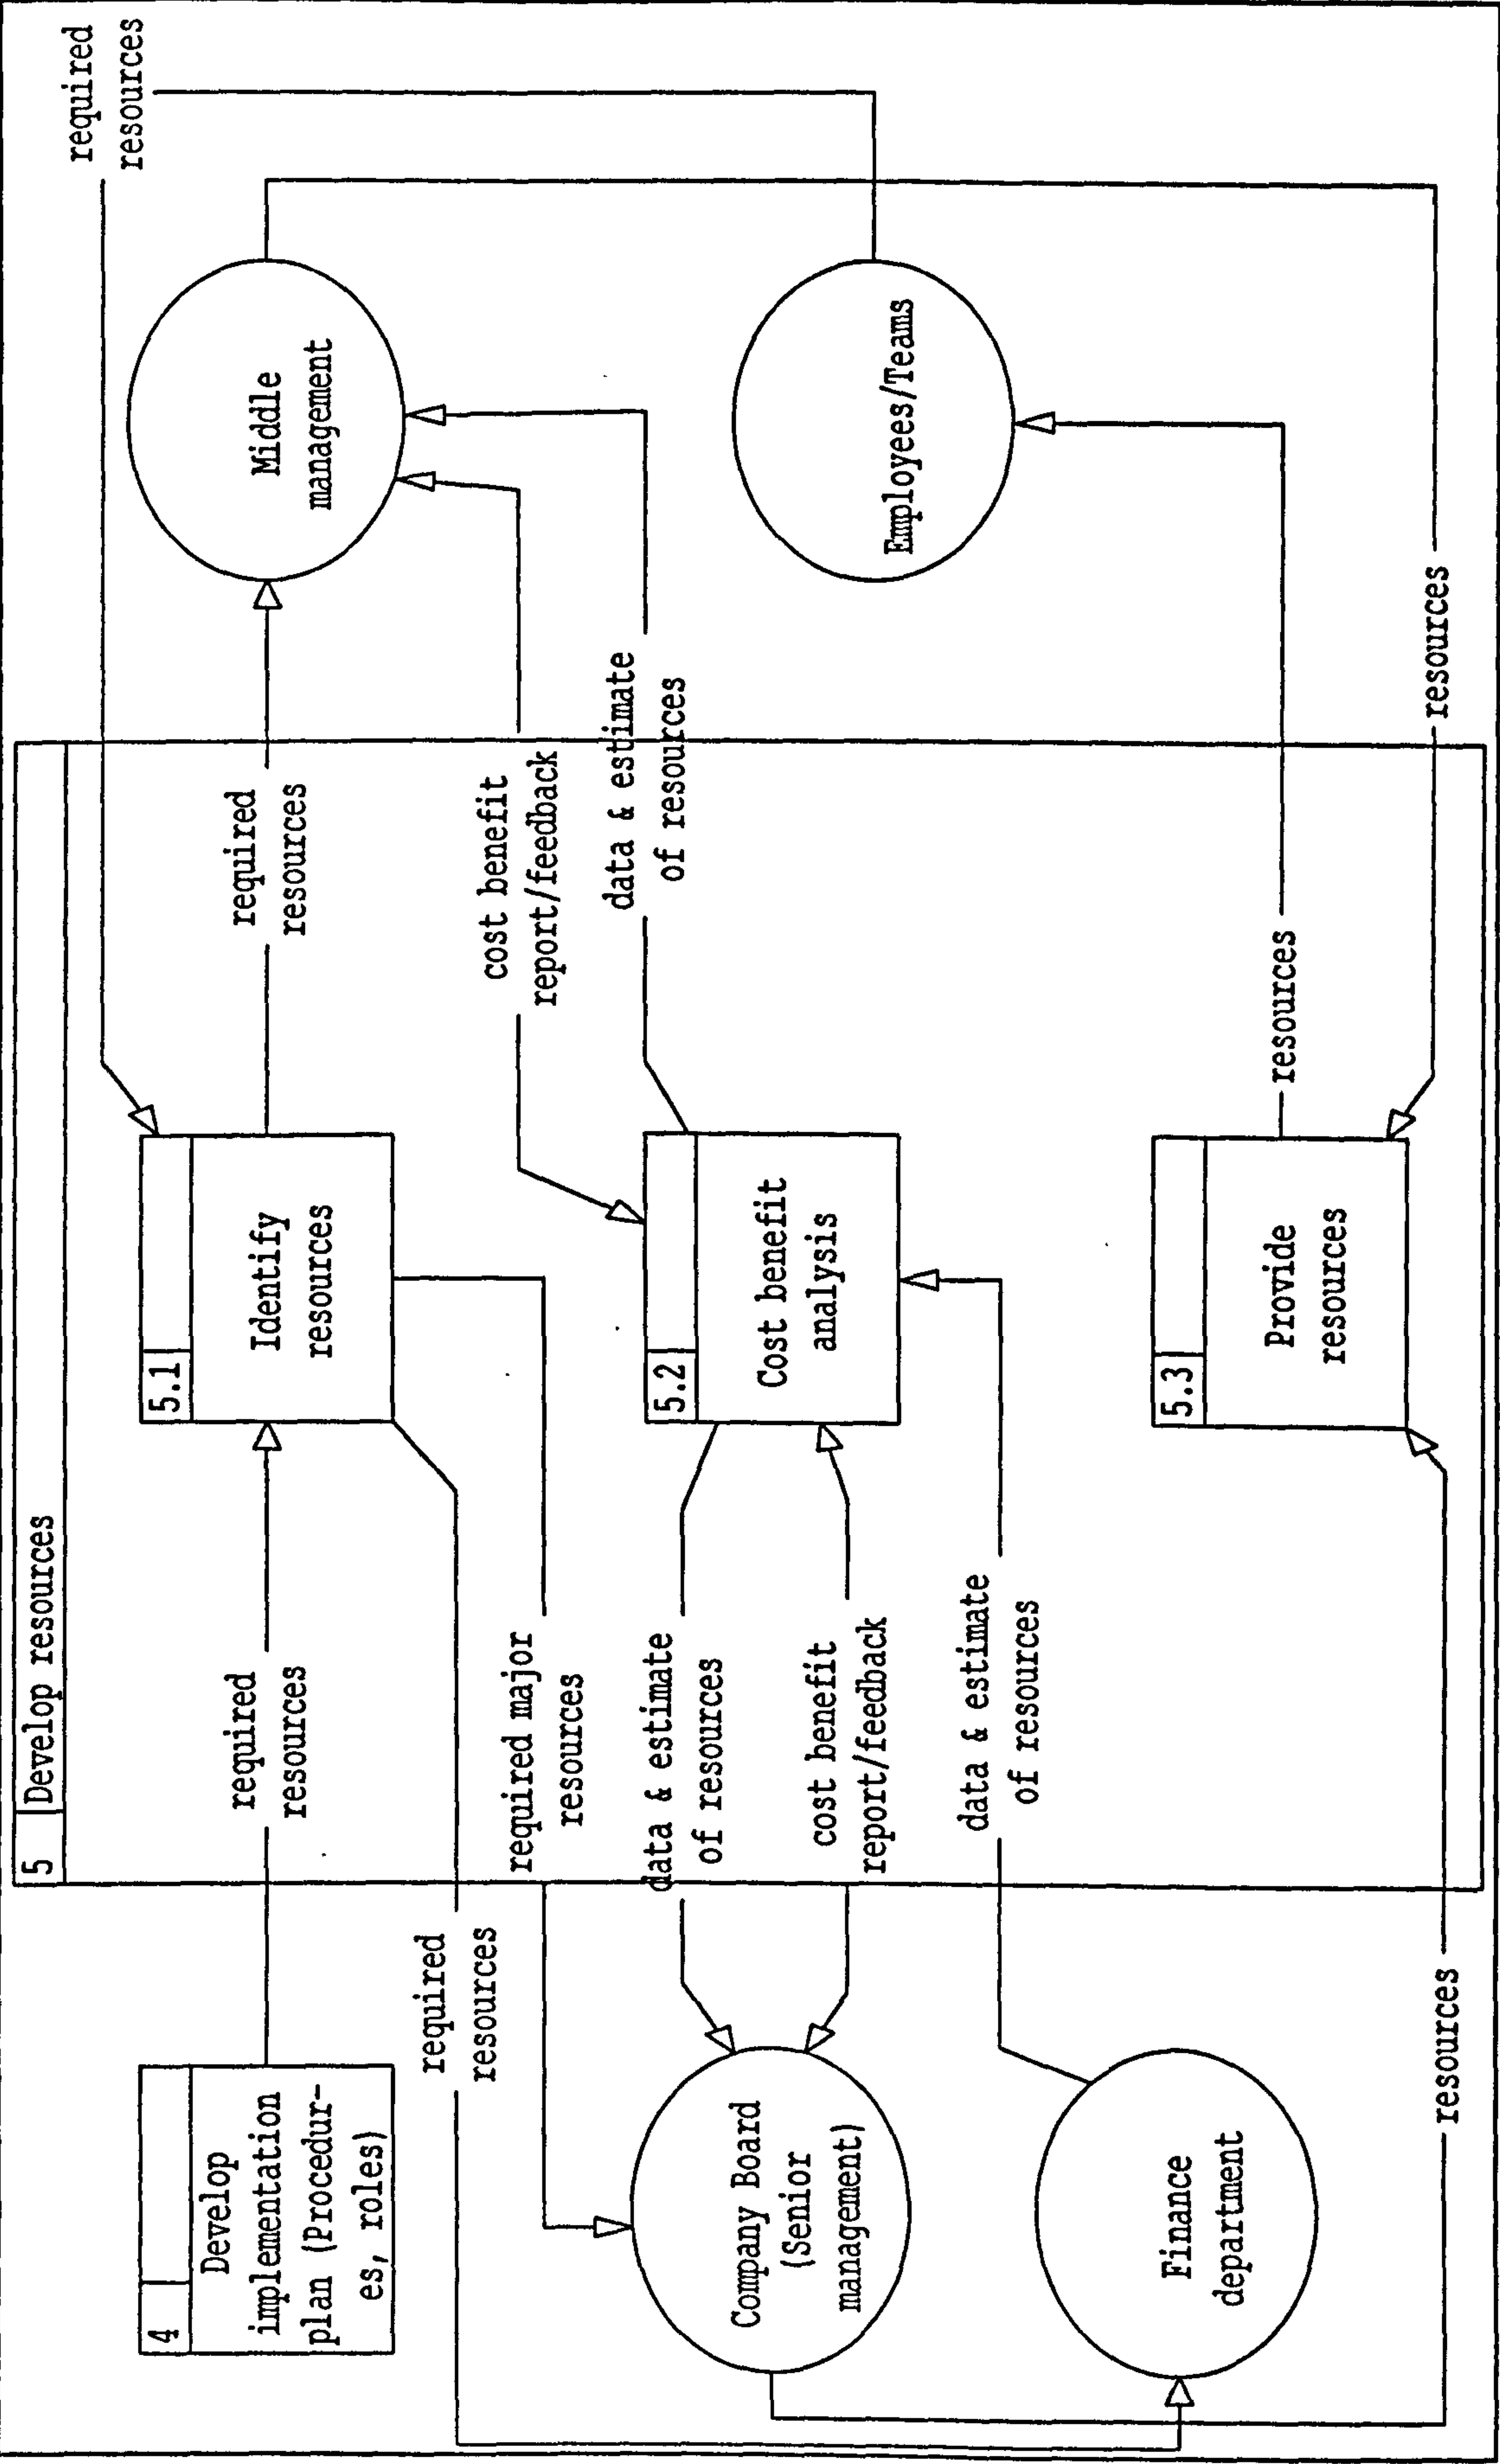 5 Develop resources
4
Develop
implementation
plan (Procedur-
es, roles)
required
resources
5.1
Identify
resources
required
resources
required
resources
required
resources
required major
resources
cost benefit
report/feedback
data & estimate
of resources
Middle
management
Company Board
(Senior
management)
data & estimate
of resources
cost benefit
report/feedback
5.2
Cost benefit
analysis
data & estimate
of resources
Employees/Teams
Finance
department
5.3
Provide
resources
resources
resources
resources